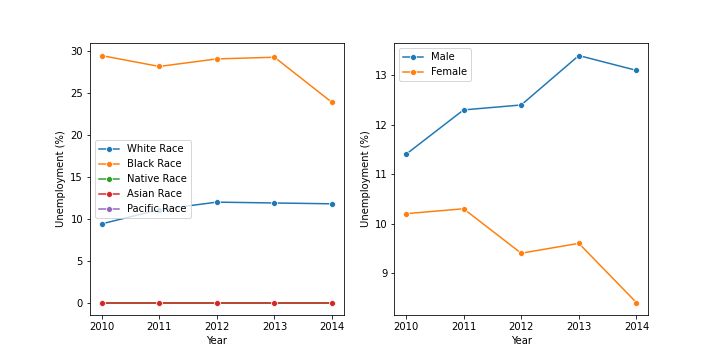 30
25
20
15
10
5
0
Unemployment (%)
White Race
Black Race
Native Race
Asian Race
Pacific Race
2010 2011 2012 2013 2014
Year
13
12
11
10
9
Unemployment (%)
Male
Female
2010 2011 2012 2013 2014
Year